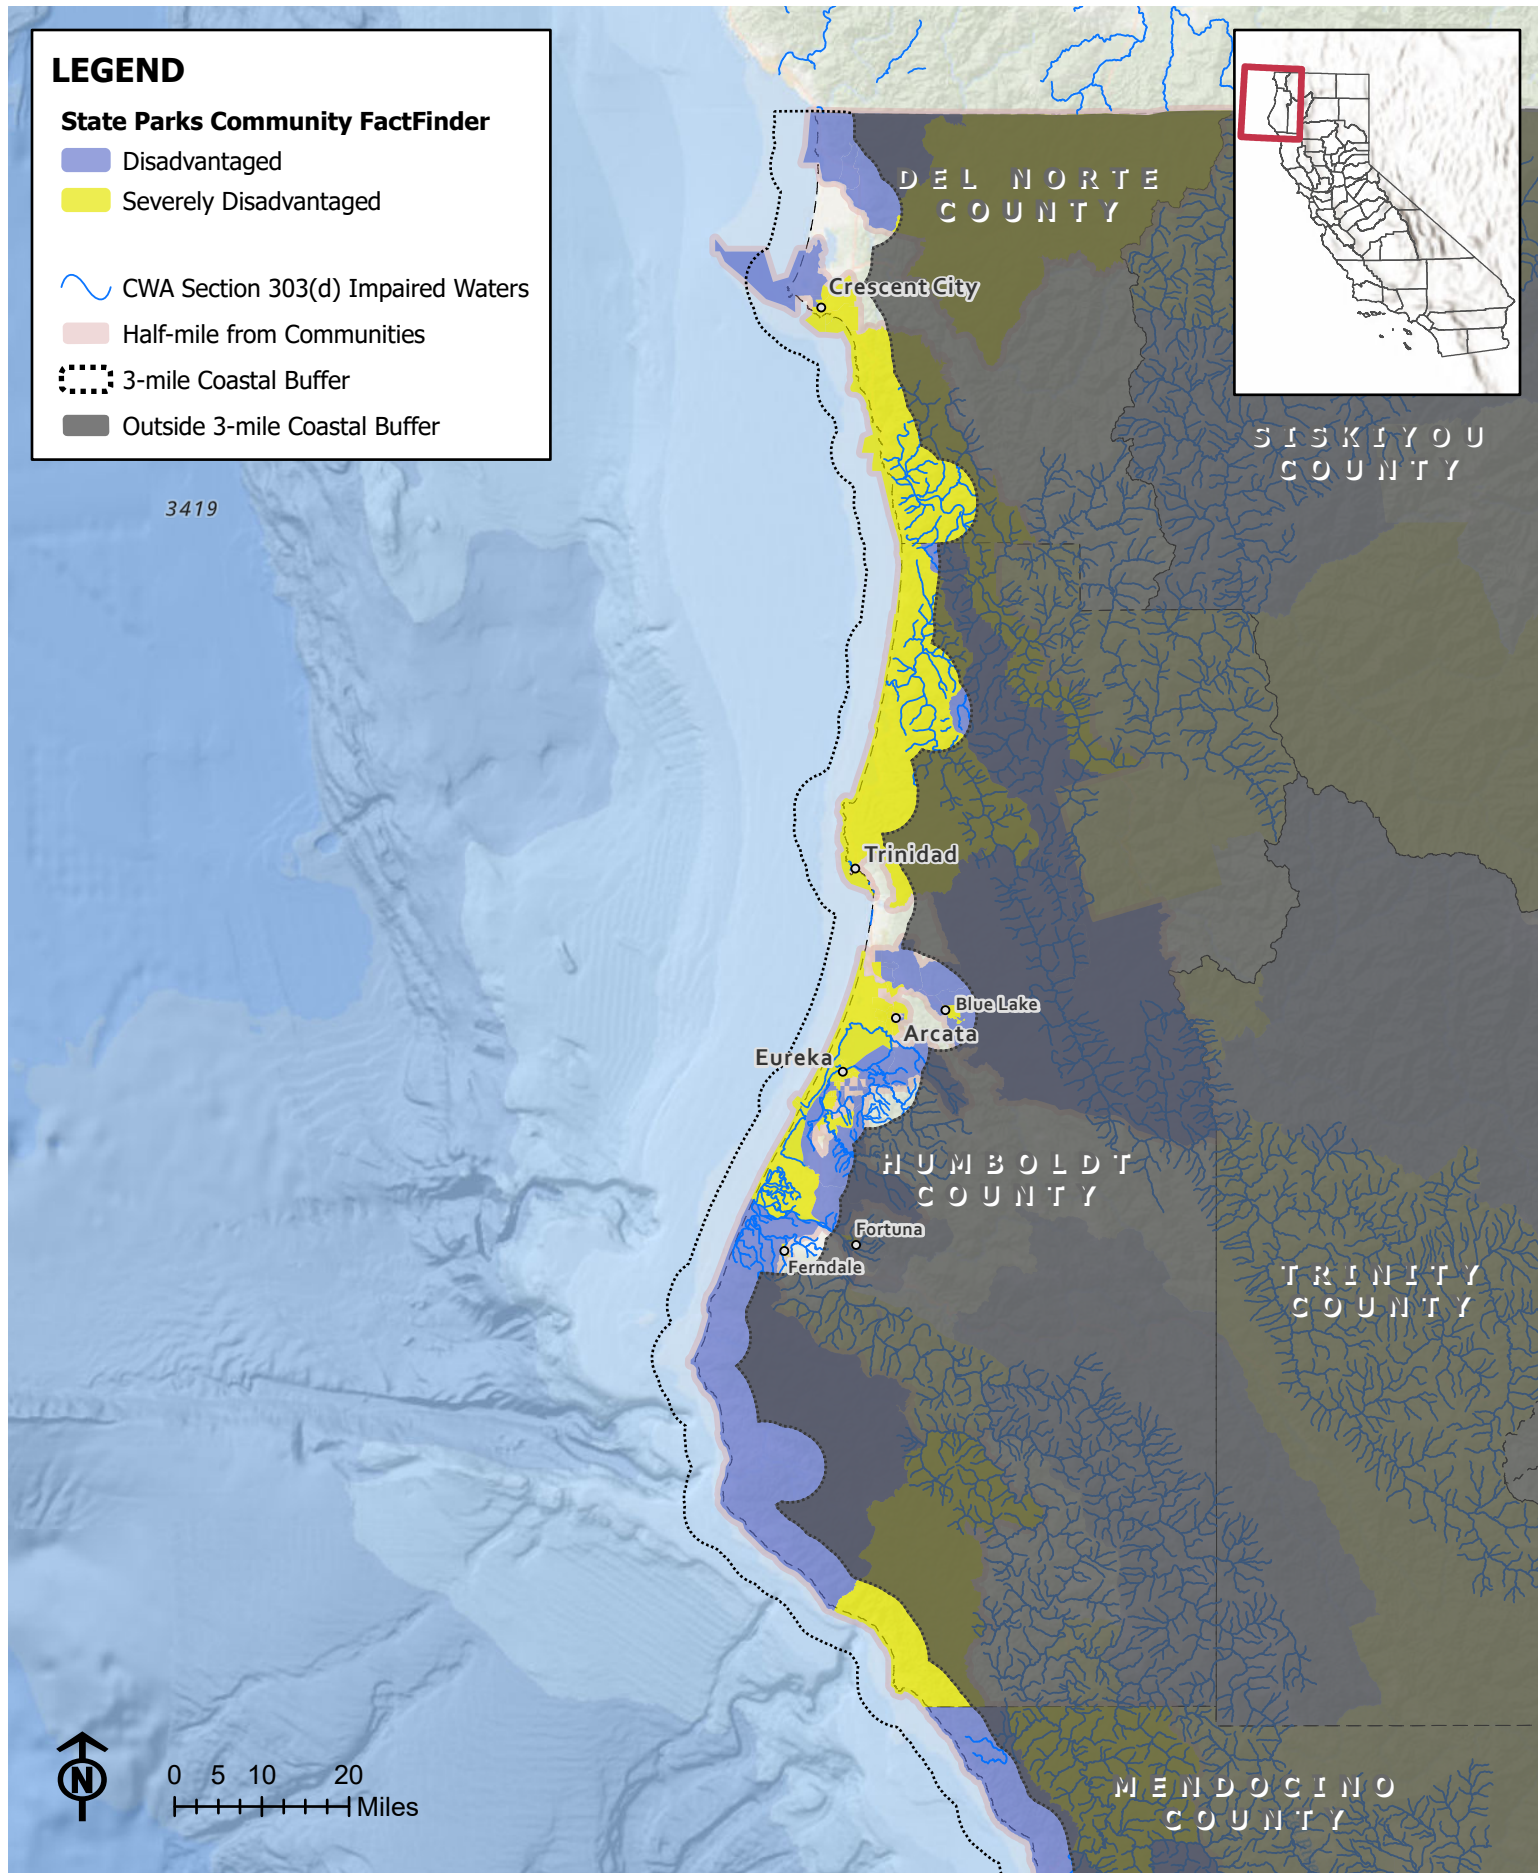 LEGEND
State Parks Community FactFinder
Disadvantaged
Severely Disadvantaged
CWA Section 303(d) Impaired Waters
Half-mile from Communities
3-mile Coastal Buffer
Outside 3-mile Coastal Buffer
DEL NORTE
COUNTY
Crescent City
SISKIYOU
COUNTY
3419
Trinidad
Blue Lake
Arcata
Eureka
HUMBOLDT
COUNTY
Fortuna
Ferndale
TRINITY
COUNTY
MENDOCINO
COUNTY
N
0 5 10 20
Miles